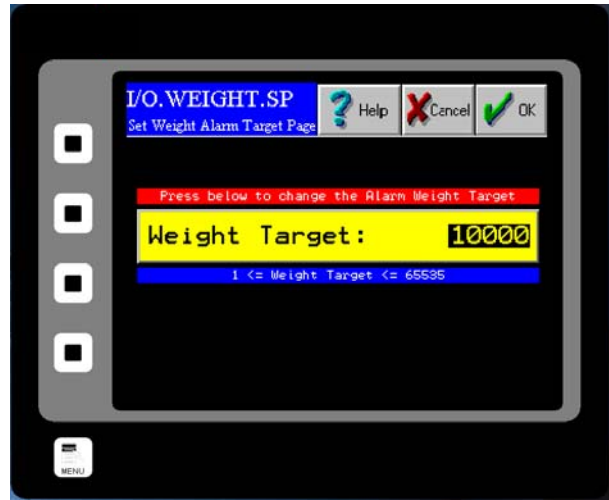 I/O.WEIGHT.SP
Set Weight Alarm Target Page
Help
Cancel
OK
Press below to change the Alarm Weight Target
Weight Target: 10000
1 <= Weight Target <= 65535
MENU